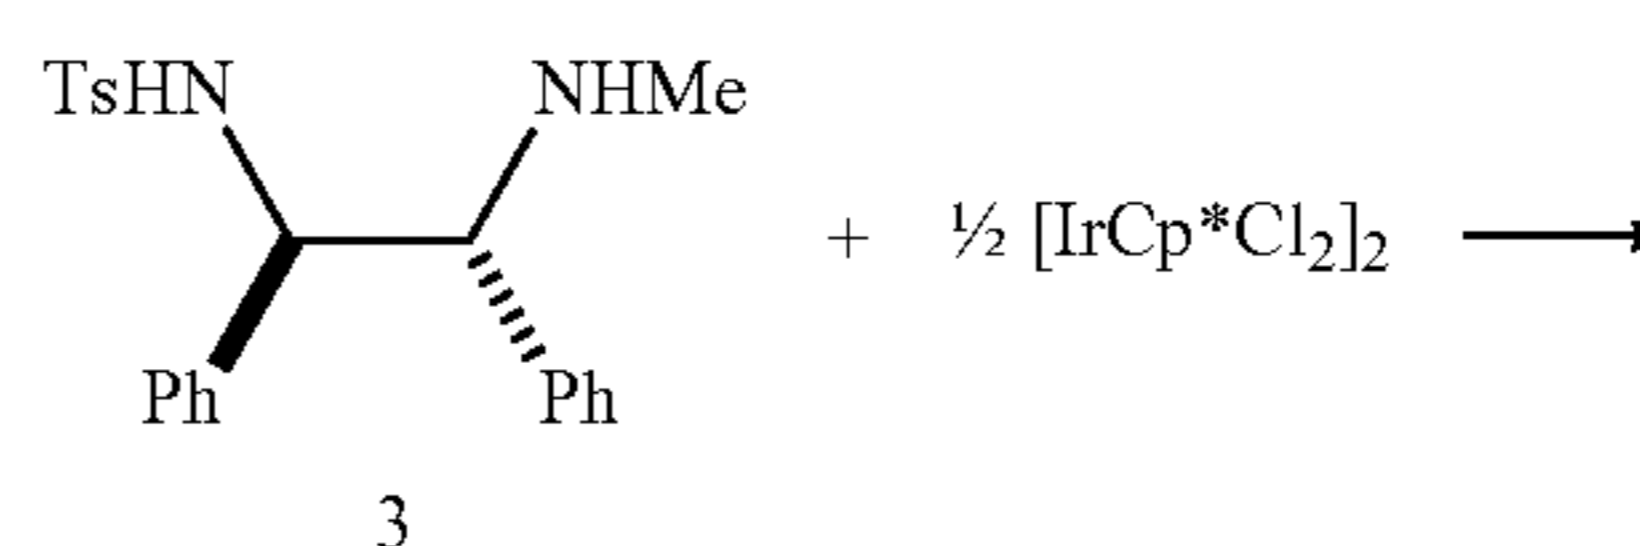 TsHN NHMe
+ ½ [IrCp*Cl₂]₂
Ph Ph
3